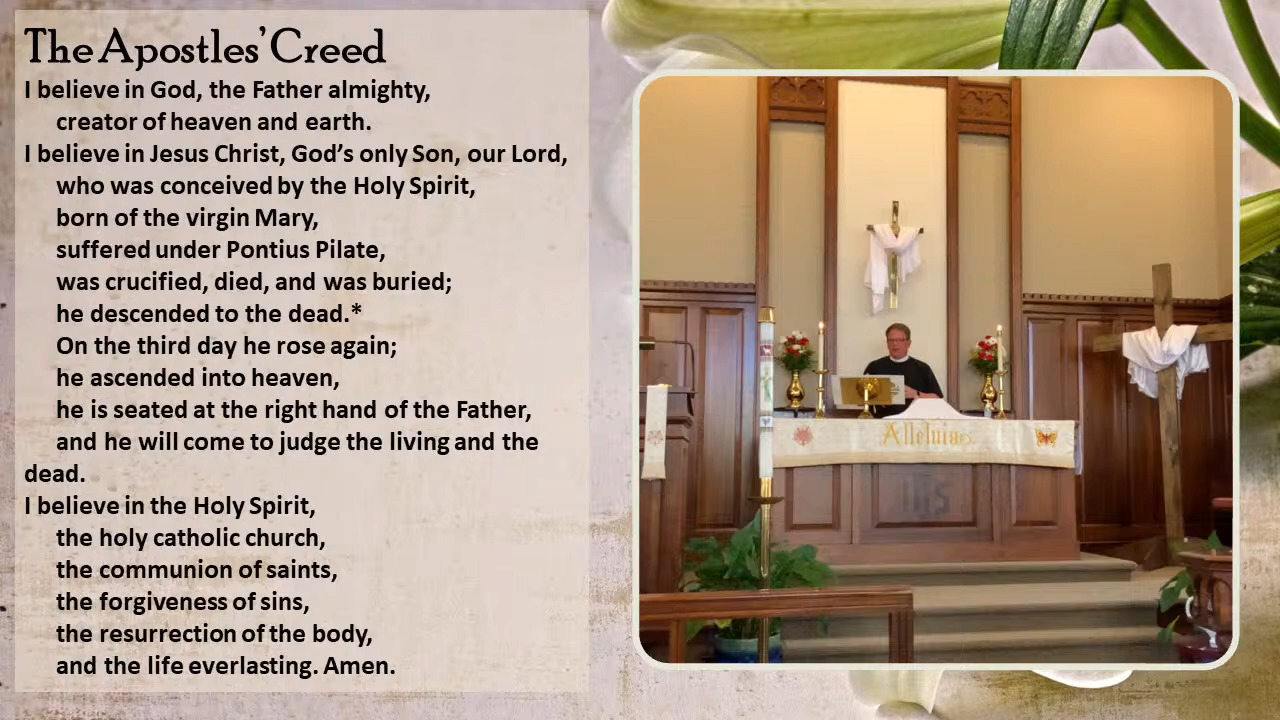 The Apostles' Creed
I believe in God, the Father almighty,
creator of heaven and earth.
I believe in Jesus Christ, God's only Son, our Lord,
who was conceived by the Holy Spirit,
born of the virgin Mary,
suffered under Pontius Pilate,
was crucified, died, and was buried;
he descended to the dead.*
On the third day he rose again;
he ascended into heaven,
he is seated at the right hand of the Father,
and he will come to judge the living and the
dead.
I believe in the Holy Spirit,
the holy catholic church,
the communion of saints,
the forgiveness of sins,
the resurrection of the body,
and the life everlasting. Amen.
Alleluia
IHS